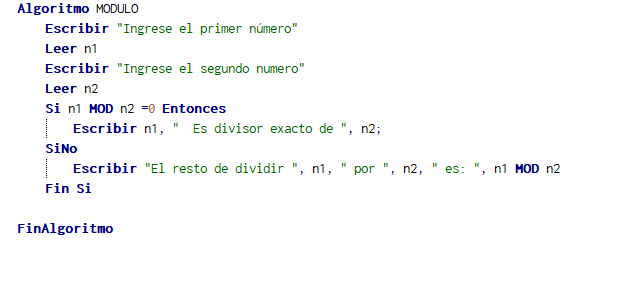 Algoritmo MODULO
Escribir "Ingrese el primer número"
Leer n1
Escribir "Ingrese el segundo numero"
Leer n2
Si n1 MOD n2 =0 Entonces
Escribir n1, "  Es divisor exacto de ", n2;
SiNo
Escribir "El resto de dividir ", n1, " por ", n2, " es: ", n1 MOD n2
Fin Si
FinAlgoritmo